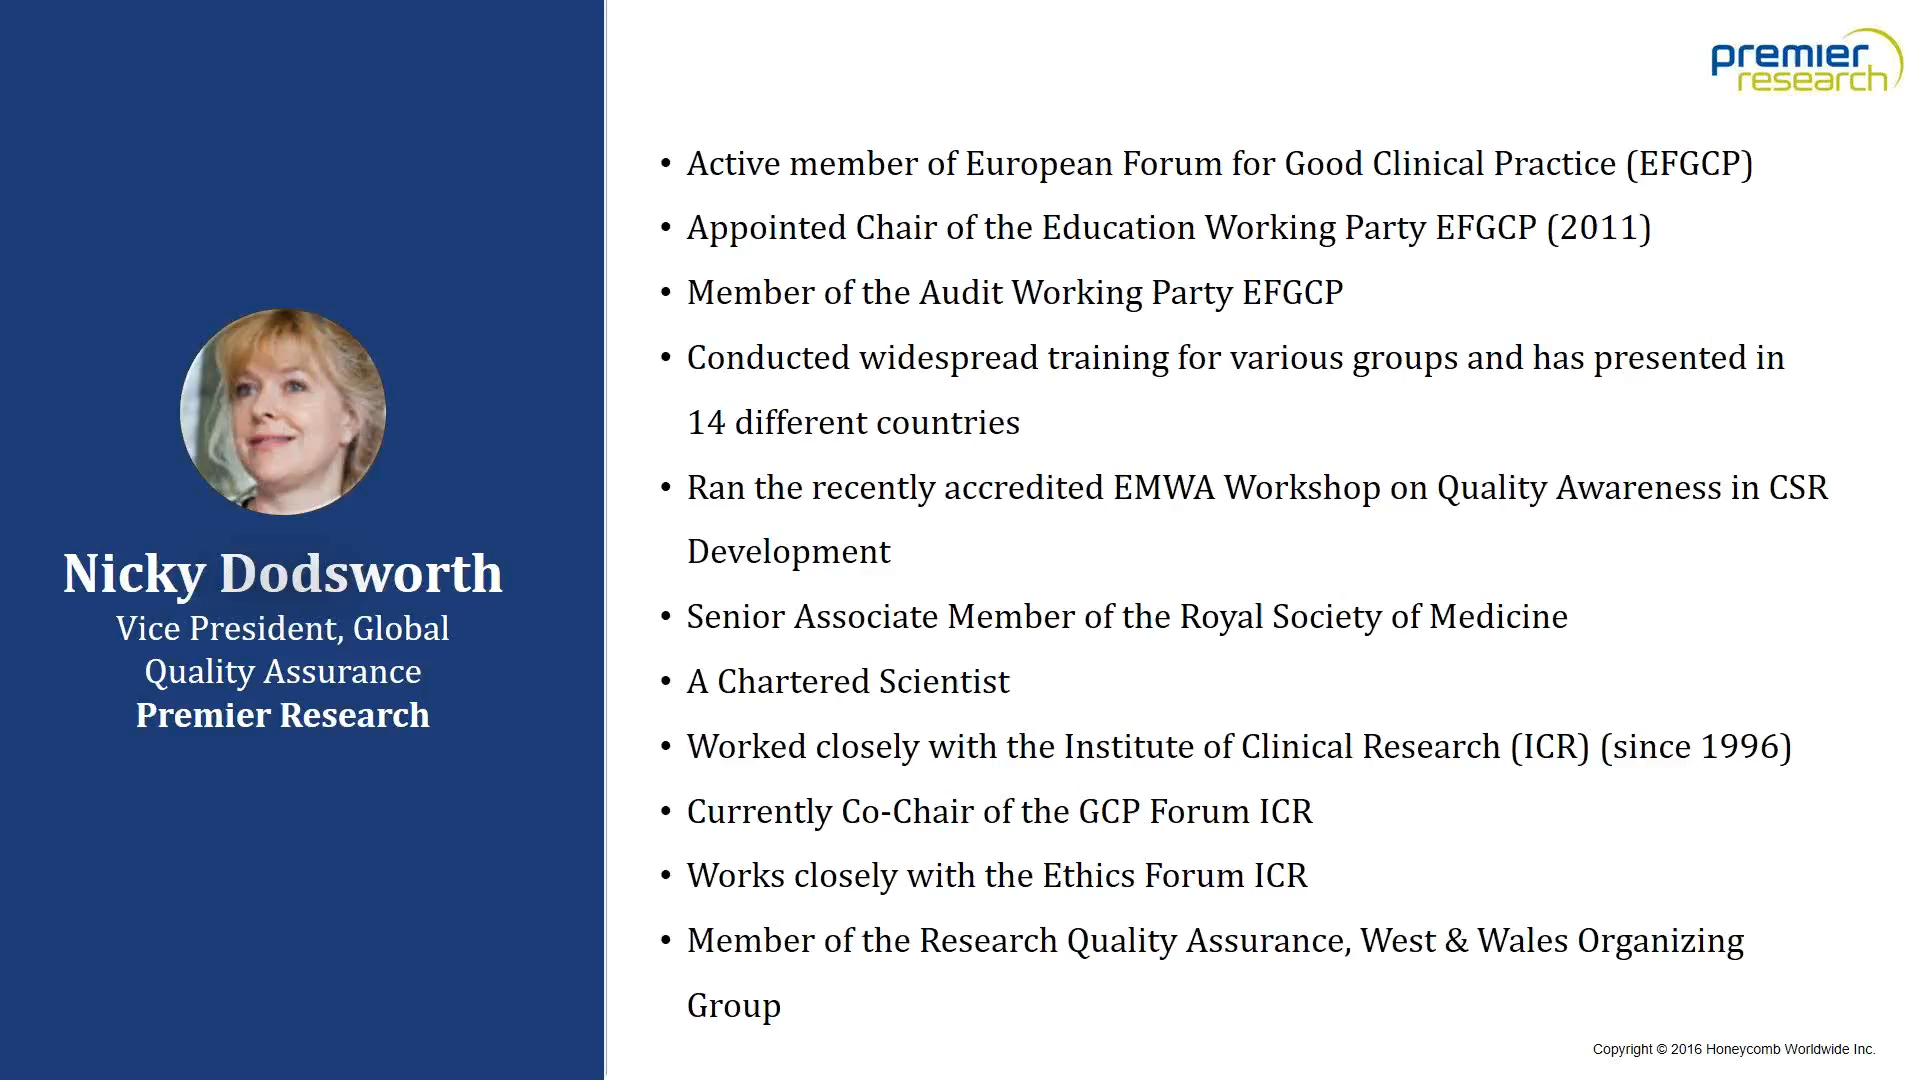 premier
research
Nicky Dodsworth
Vice President, Global
Quality Assurance
Premier Research
• Active member of European Forum for Good Clinical Practice (EFGCP)
• Appointed Chair of the Education Working Party EFGCP (2011)
• Member of the Audit Working Party EFGCP
• Conducted widespread training for various groups and has presented in
14 different countries
• Ran the recently accredited EMWA Workshop on Quality Awareness in CSR
Development
• Senior Associate Member of the Royal Society of Medicine
• A Chartered Scientist
• Worked closely with the Institute of Clinical Research (ICR) (since 1996)
• Currently Co-Chair of the GCP Forum ICR
• Works closely with the Ethics Forum ICR
• Member of the Research Quality Assurance, West & Wales Organizing
Group
Copyright © 2016 Honeycomb Worldwide Inc.